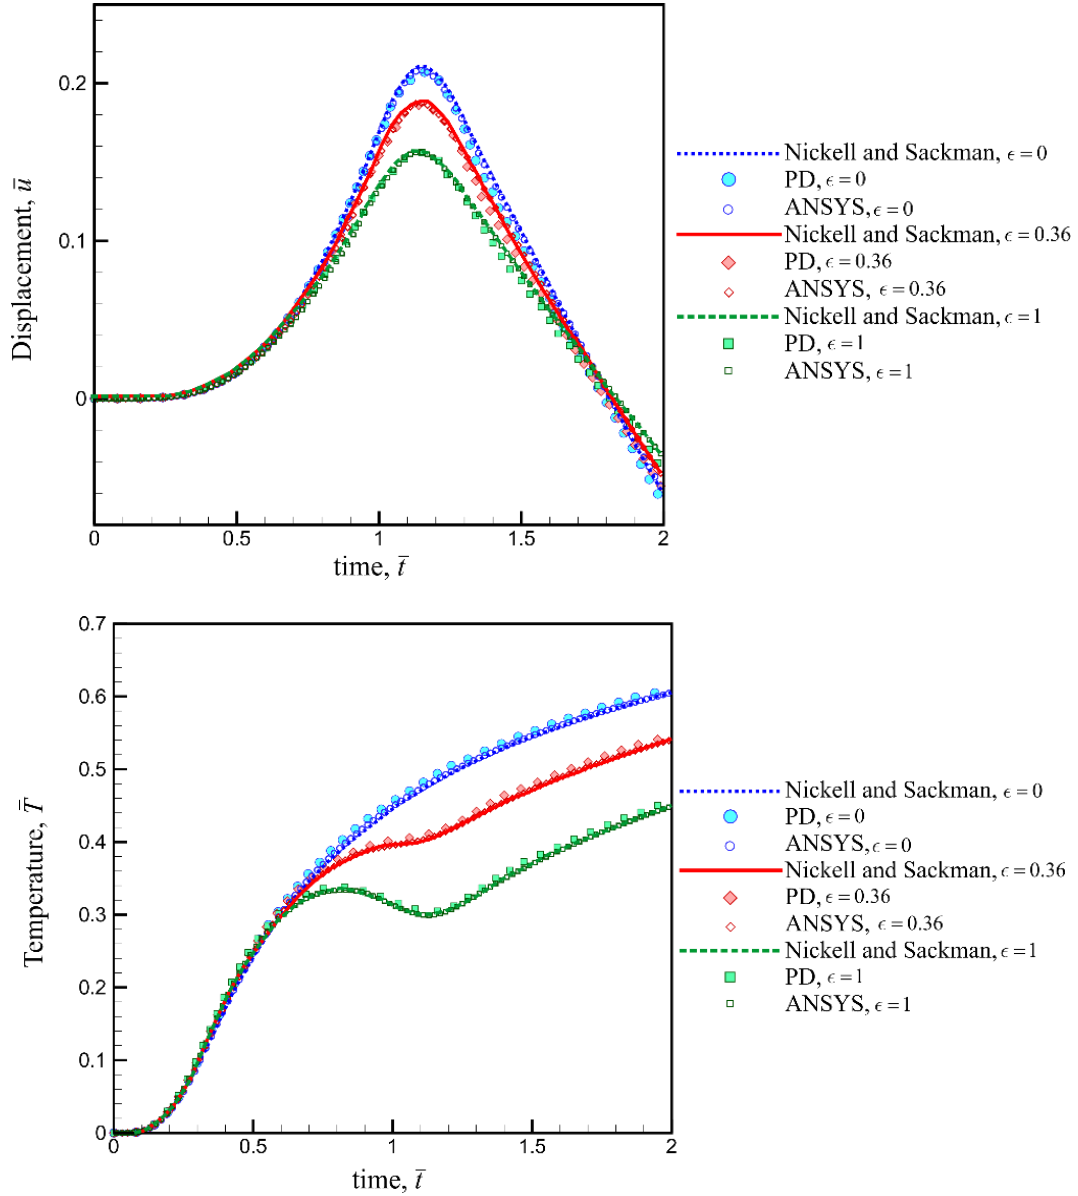 0.2
0.1
0
Displacement, ū
0
0.5
1
1.5
2
time, t̄
Nickell and Sackman, ϵ = 0
PD, ϵ = 0
ANSYS, ϵ = 0
Nickell and Sackman, ϵ = 0.36
PD, ϵ = 0.36
ANSYS, ϵ = 0.36
Nickell and Sackman, ϵ = 1
PD, ϵ = 1
ANSYS, ϵ = 1
0.7
0.6
0.5
0.4
0.3
0.2
0.1
0
Temperature, T̄
0
0.5
1
1.5
2
time, t̄
Nickell and Sackman, ϵ = 0
PD, ϵ = 0
ANSYS, ϵ = 0
Nickell and Sackman, ϵ = 0.36
PD, ϵ = 0.36
ANSYS, ϵ = 0.36
Nickell and Sackman, ϵ = 1
PD, ϵ = 1
ANSYS, ϵ = 1